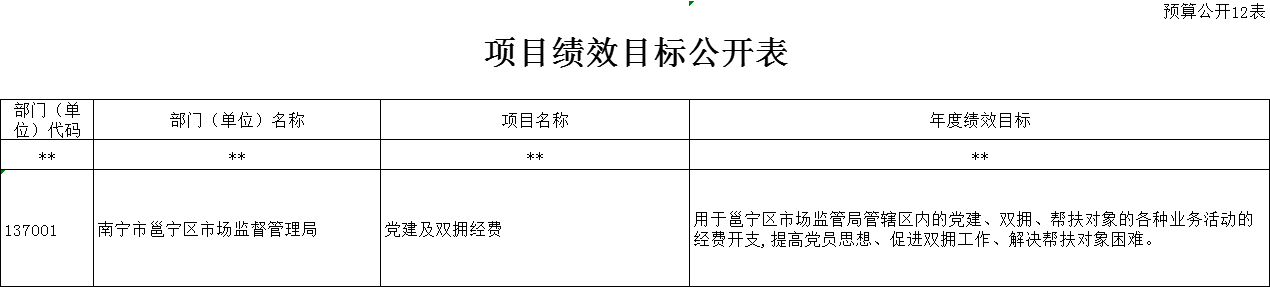 预算公开12表
项目绩效目标公开表
部门（单
位）代码
部门（单位）名称
项目名称
年度绩效目标
**
**
**
**
137001
南宁市邕宁区市场监督管理局
党建及双拥经费
用于邕宁区市场监管局管辖区内的党建、双拥、帮扶对象的各种业务活动的
经费开支,提高党员思想、促进双拥工作、解决帮扶对象困难。